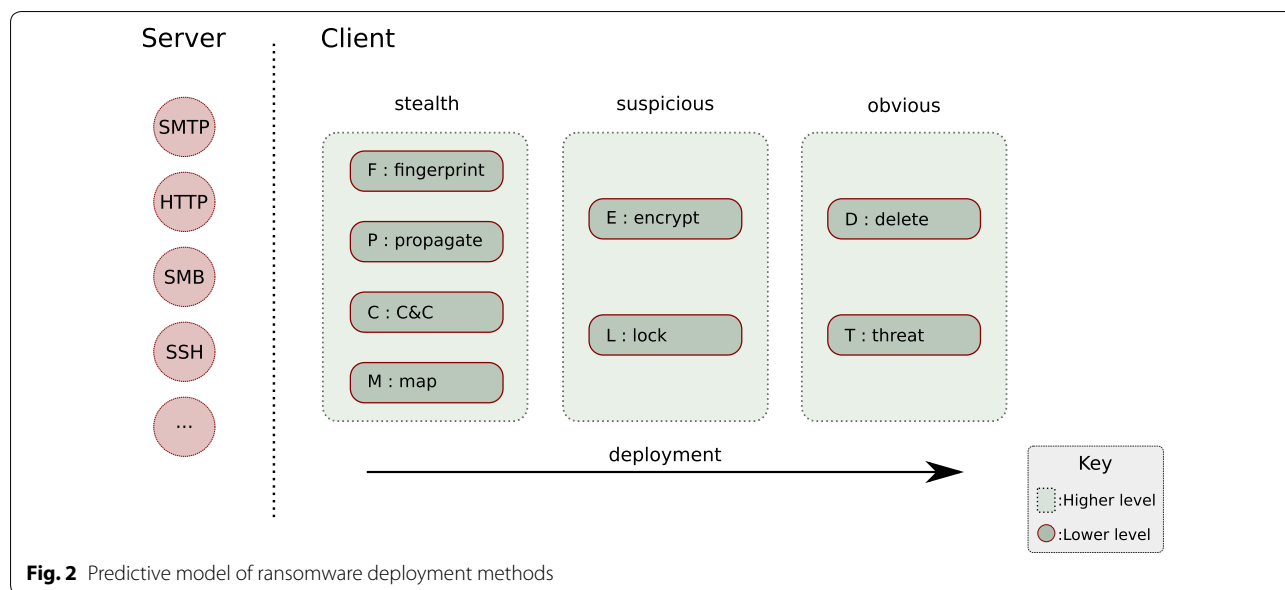 Server
Client
SMTP
HTTP
SMB
SSH
...
stealth
F : fingerprint
P : propagate
C : C&C
M : map
suspicious
E : encrypt
L : lock
obvious
D : delete
T : threat
deployment
Key
:Higher level
:Lower level
Fig. 2 Predictive model of ransomware deployment methods